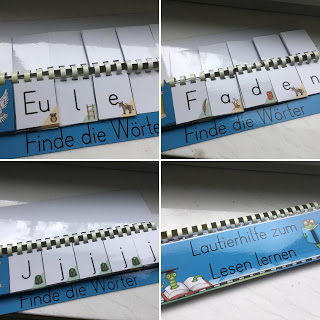 Eu l e
Finde die Wörter
F a d e n
Finde die Wörter
J j j j j
Finde die Wörter
Lautierhilfe zum
Lesen lernen